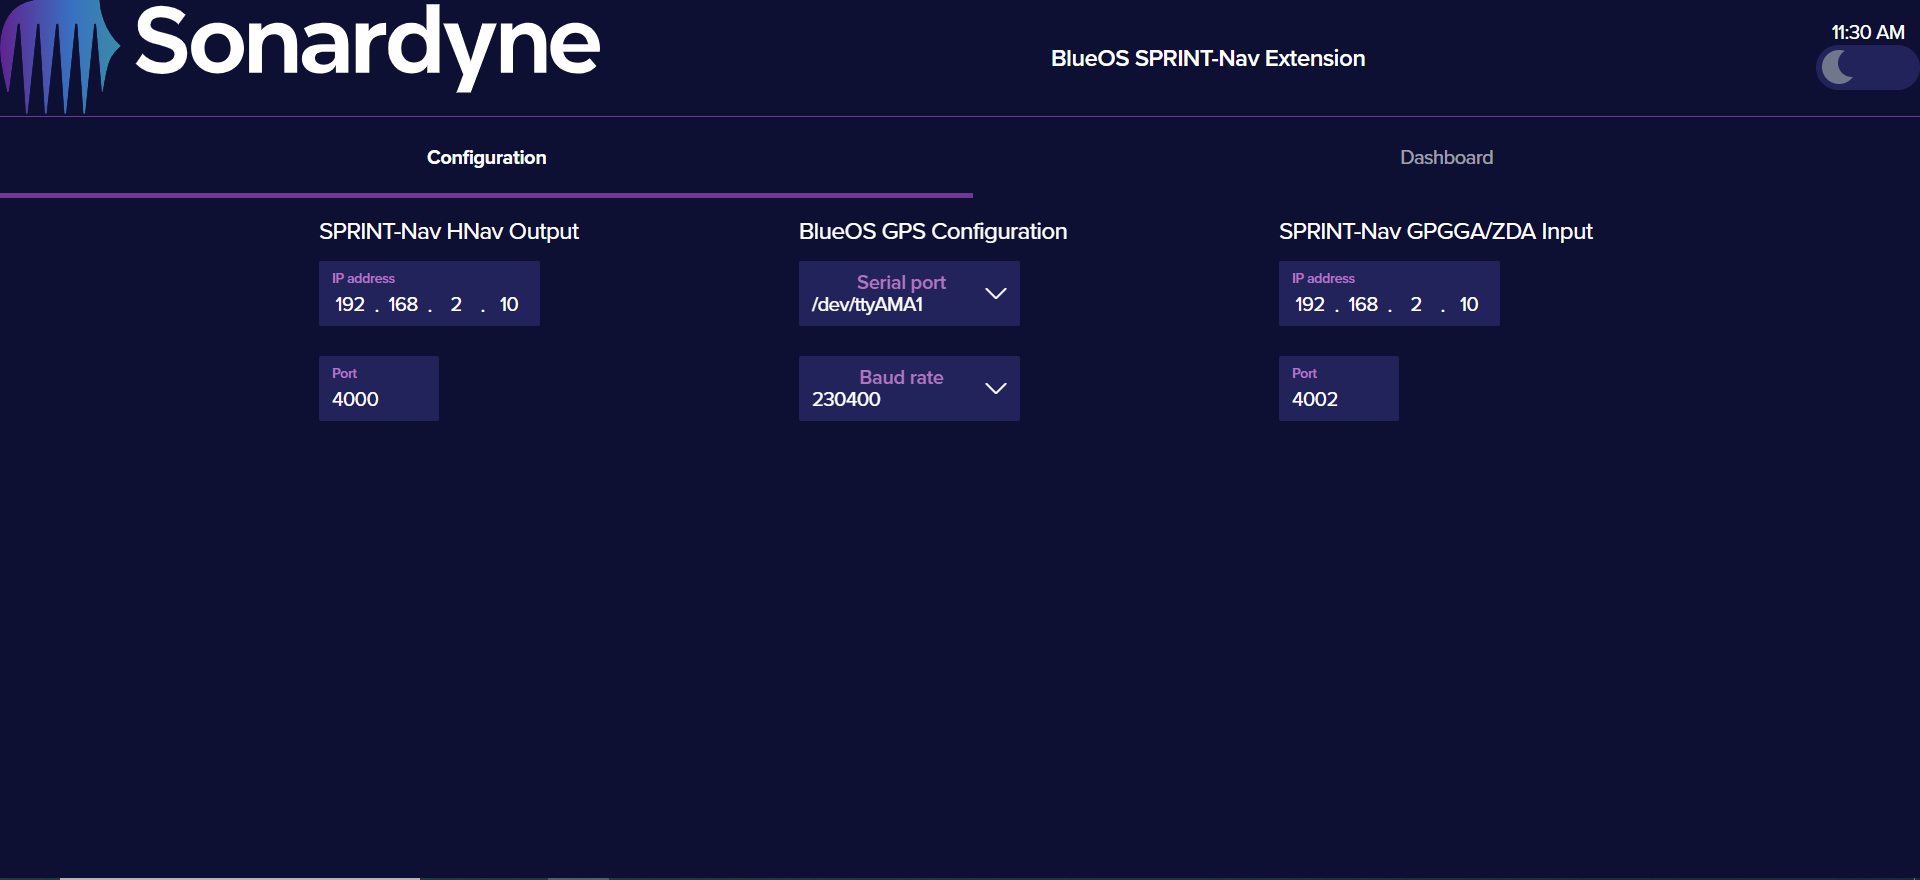 Sonardyne
BlueOS SPRINT-Nav Extension
11:30 AM
Configuration
Dashboard
SPRINT-Nav HNav Output
IP address
192 . 168 . 2 . 10
Port
4000
BlueOS GPS Configuration
Serial port
/dev/ttyAMA1
Baud rate
230400
SPRINT-Nav GPGGA/ZDA Input
IP address
192 . 168 . 2 . 10
Port
4002